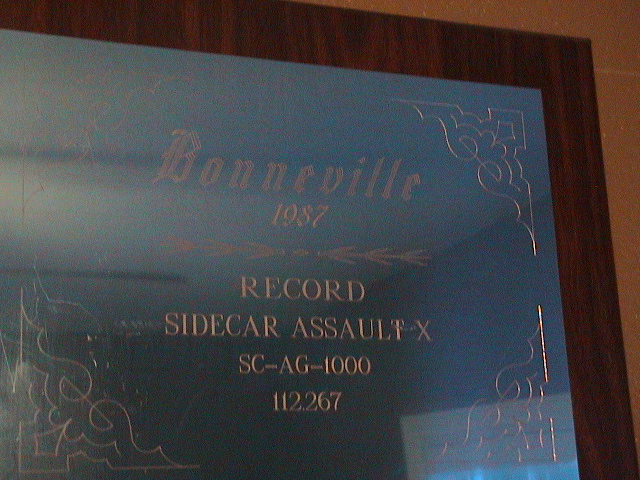 Bonneville
1987
RECORD
SIDECAR ASSAULT-X
SC-AG-1000
112.267